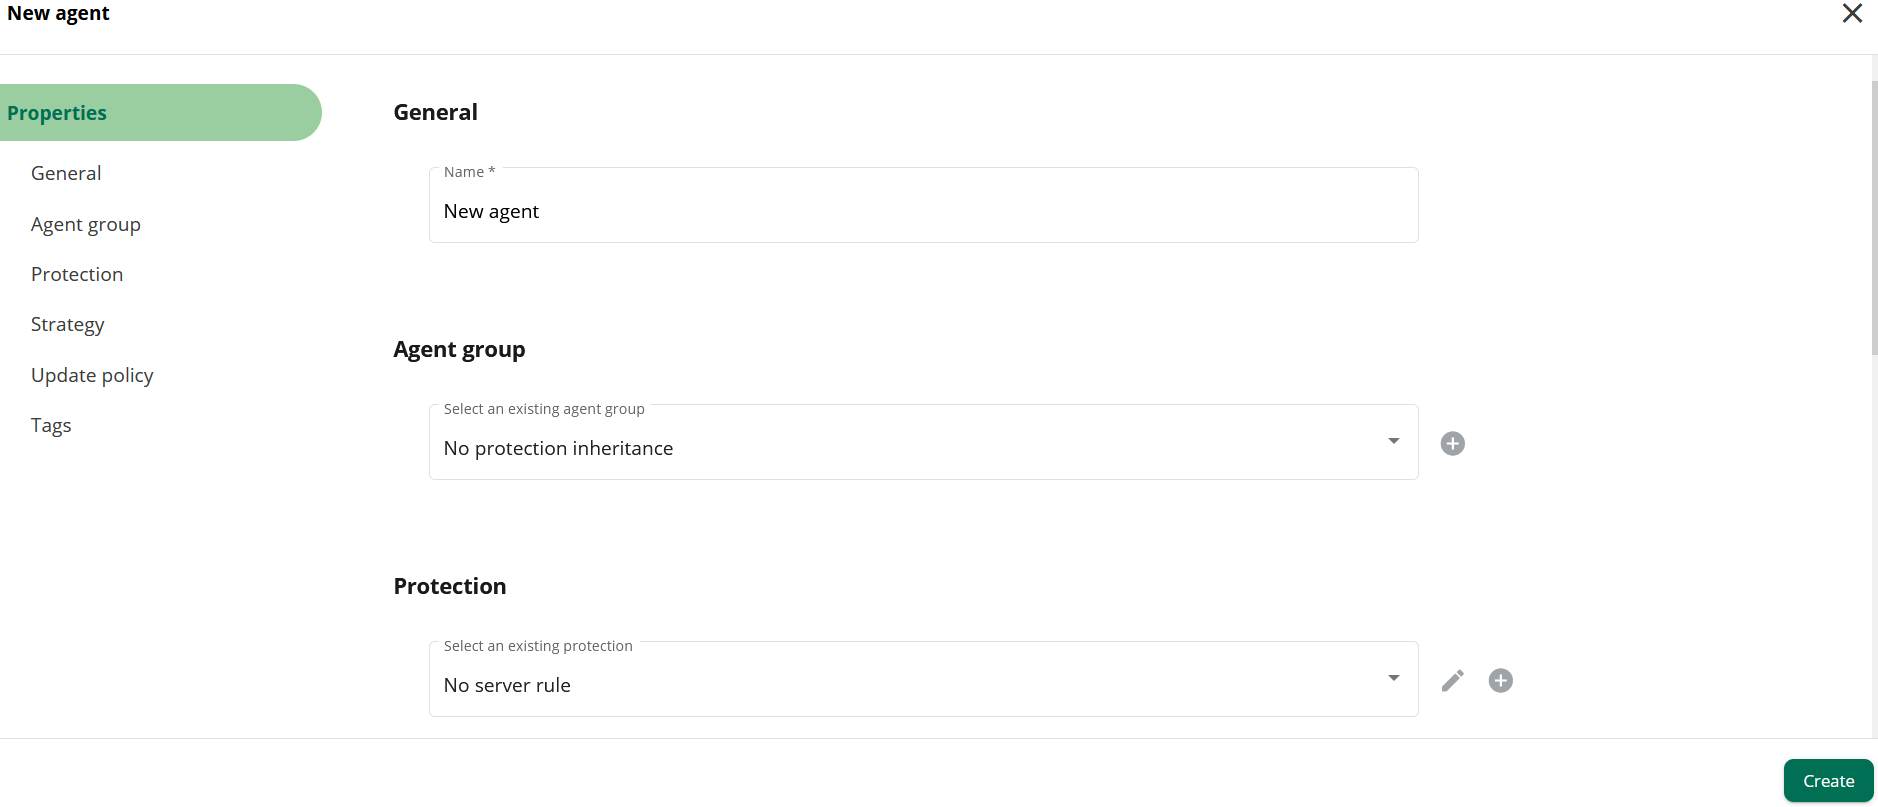 New agent
Properties
General
Agent group
Protection
Strategy
Update policy
Tags
General
Name *
New agent
Agent group
Select an existing agent group
No protection inheritance
Protection
Select an existing protection
No server rule
Create